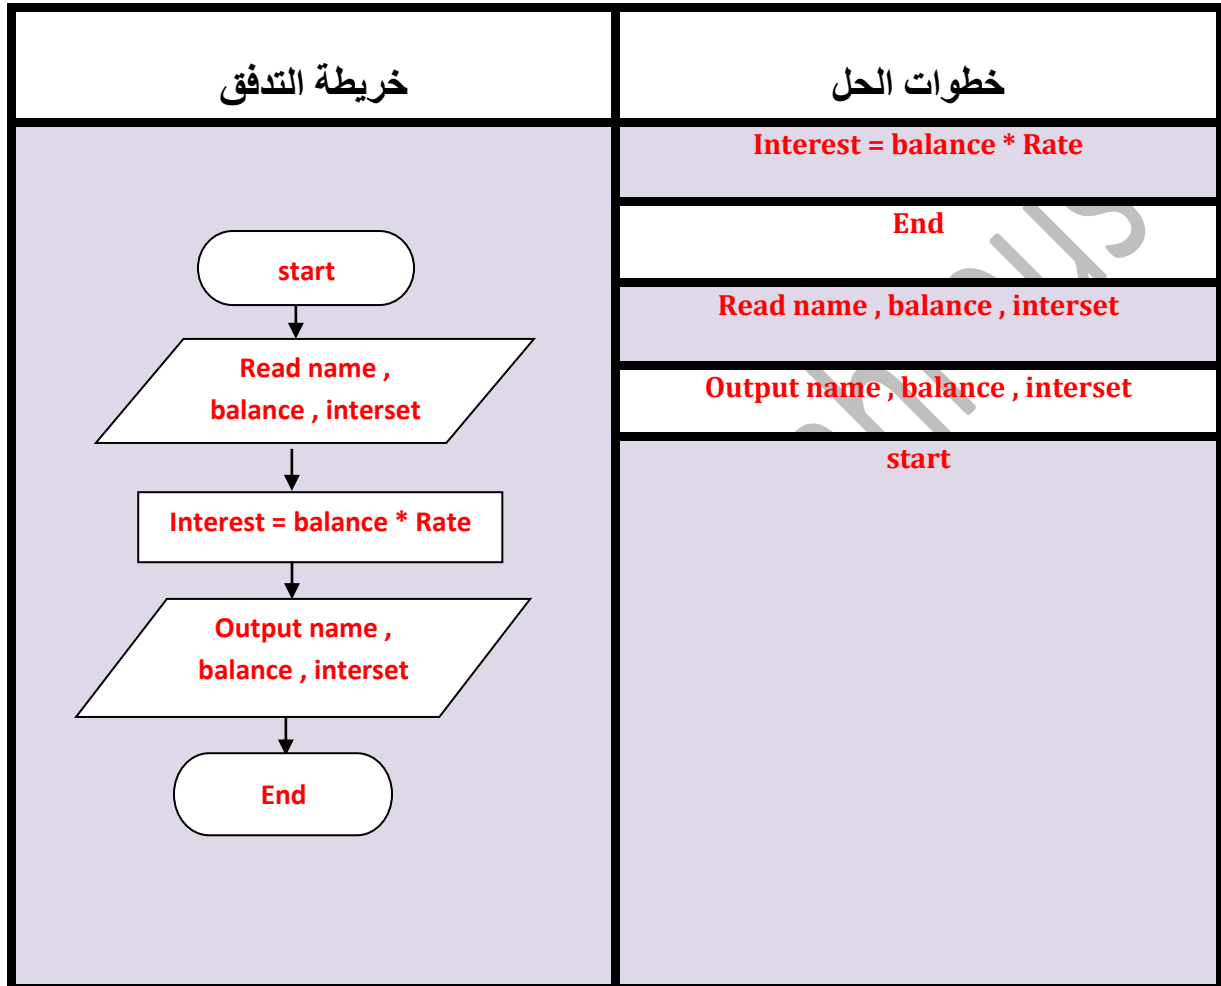 خطوات الحل
خريطة التدفق
Interest = balance * Rate
End
Read name , balance , interset
Output name , balance , interset
start
start
Read name ,
balance , interset
Interest = balance * Rate
Output name ,
balance , interset
End